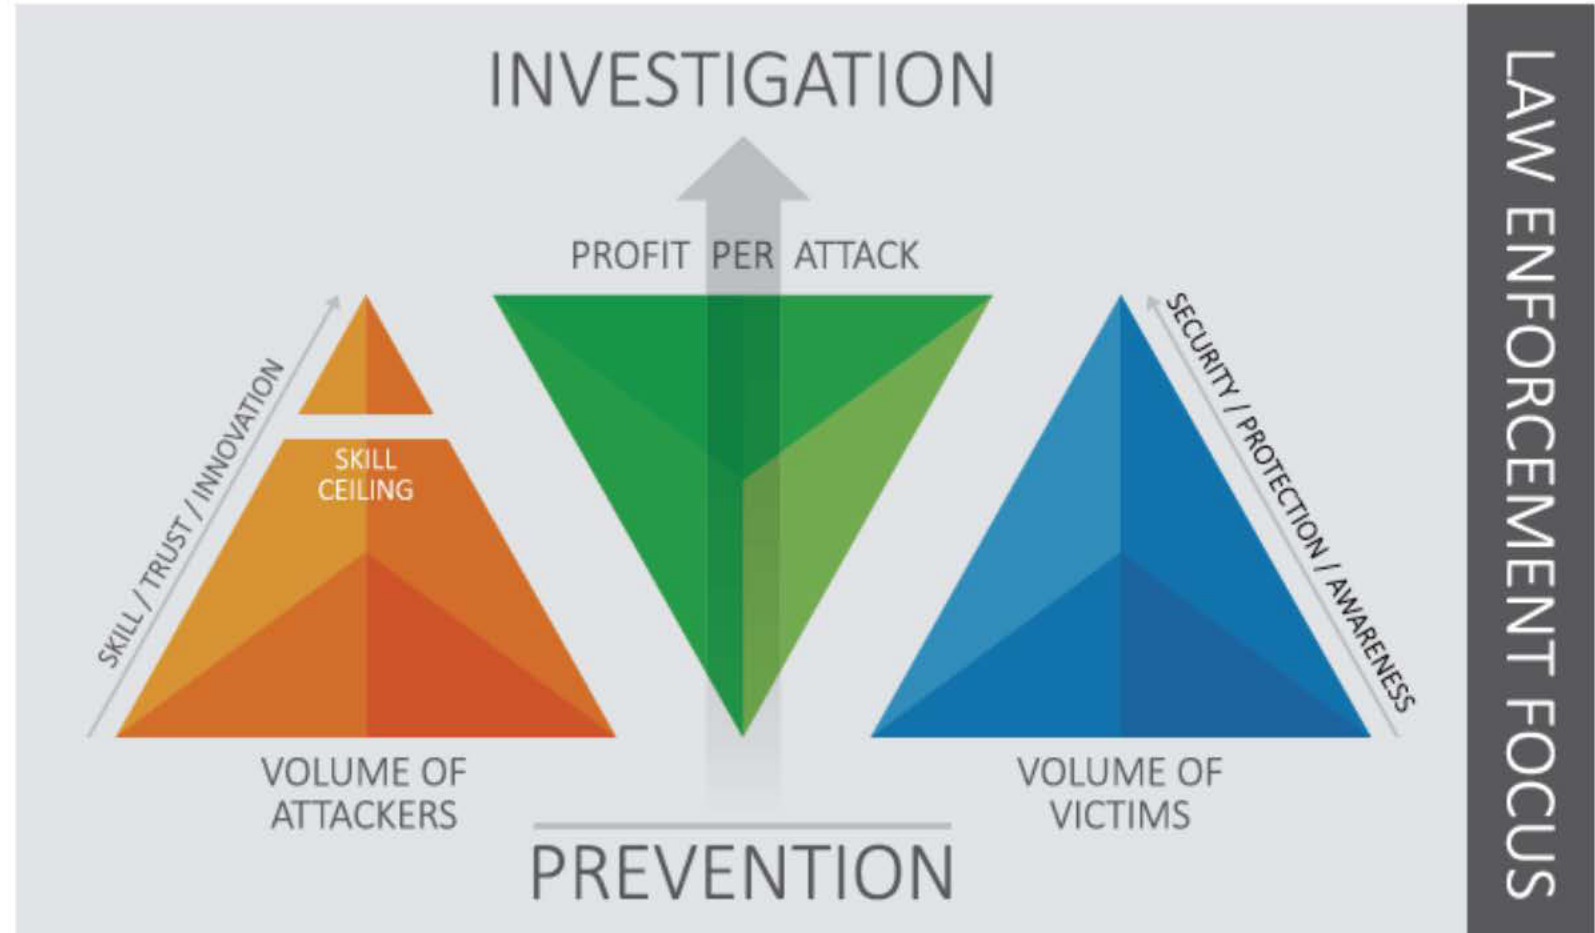 INVESTIGATION
PROFIT PER ATTACK
SKILL / TRUST / INNOVATION
SKILL
CEILING
SECURITY / PROTECTION / AWARENESS
VOLUME OF
ATTACKERS
VOLUME OF
VICTIMS
PREVENTION
LAW ENFORCEMENT FOCUS